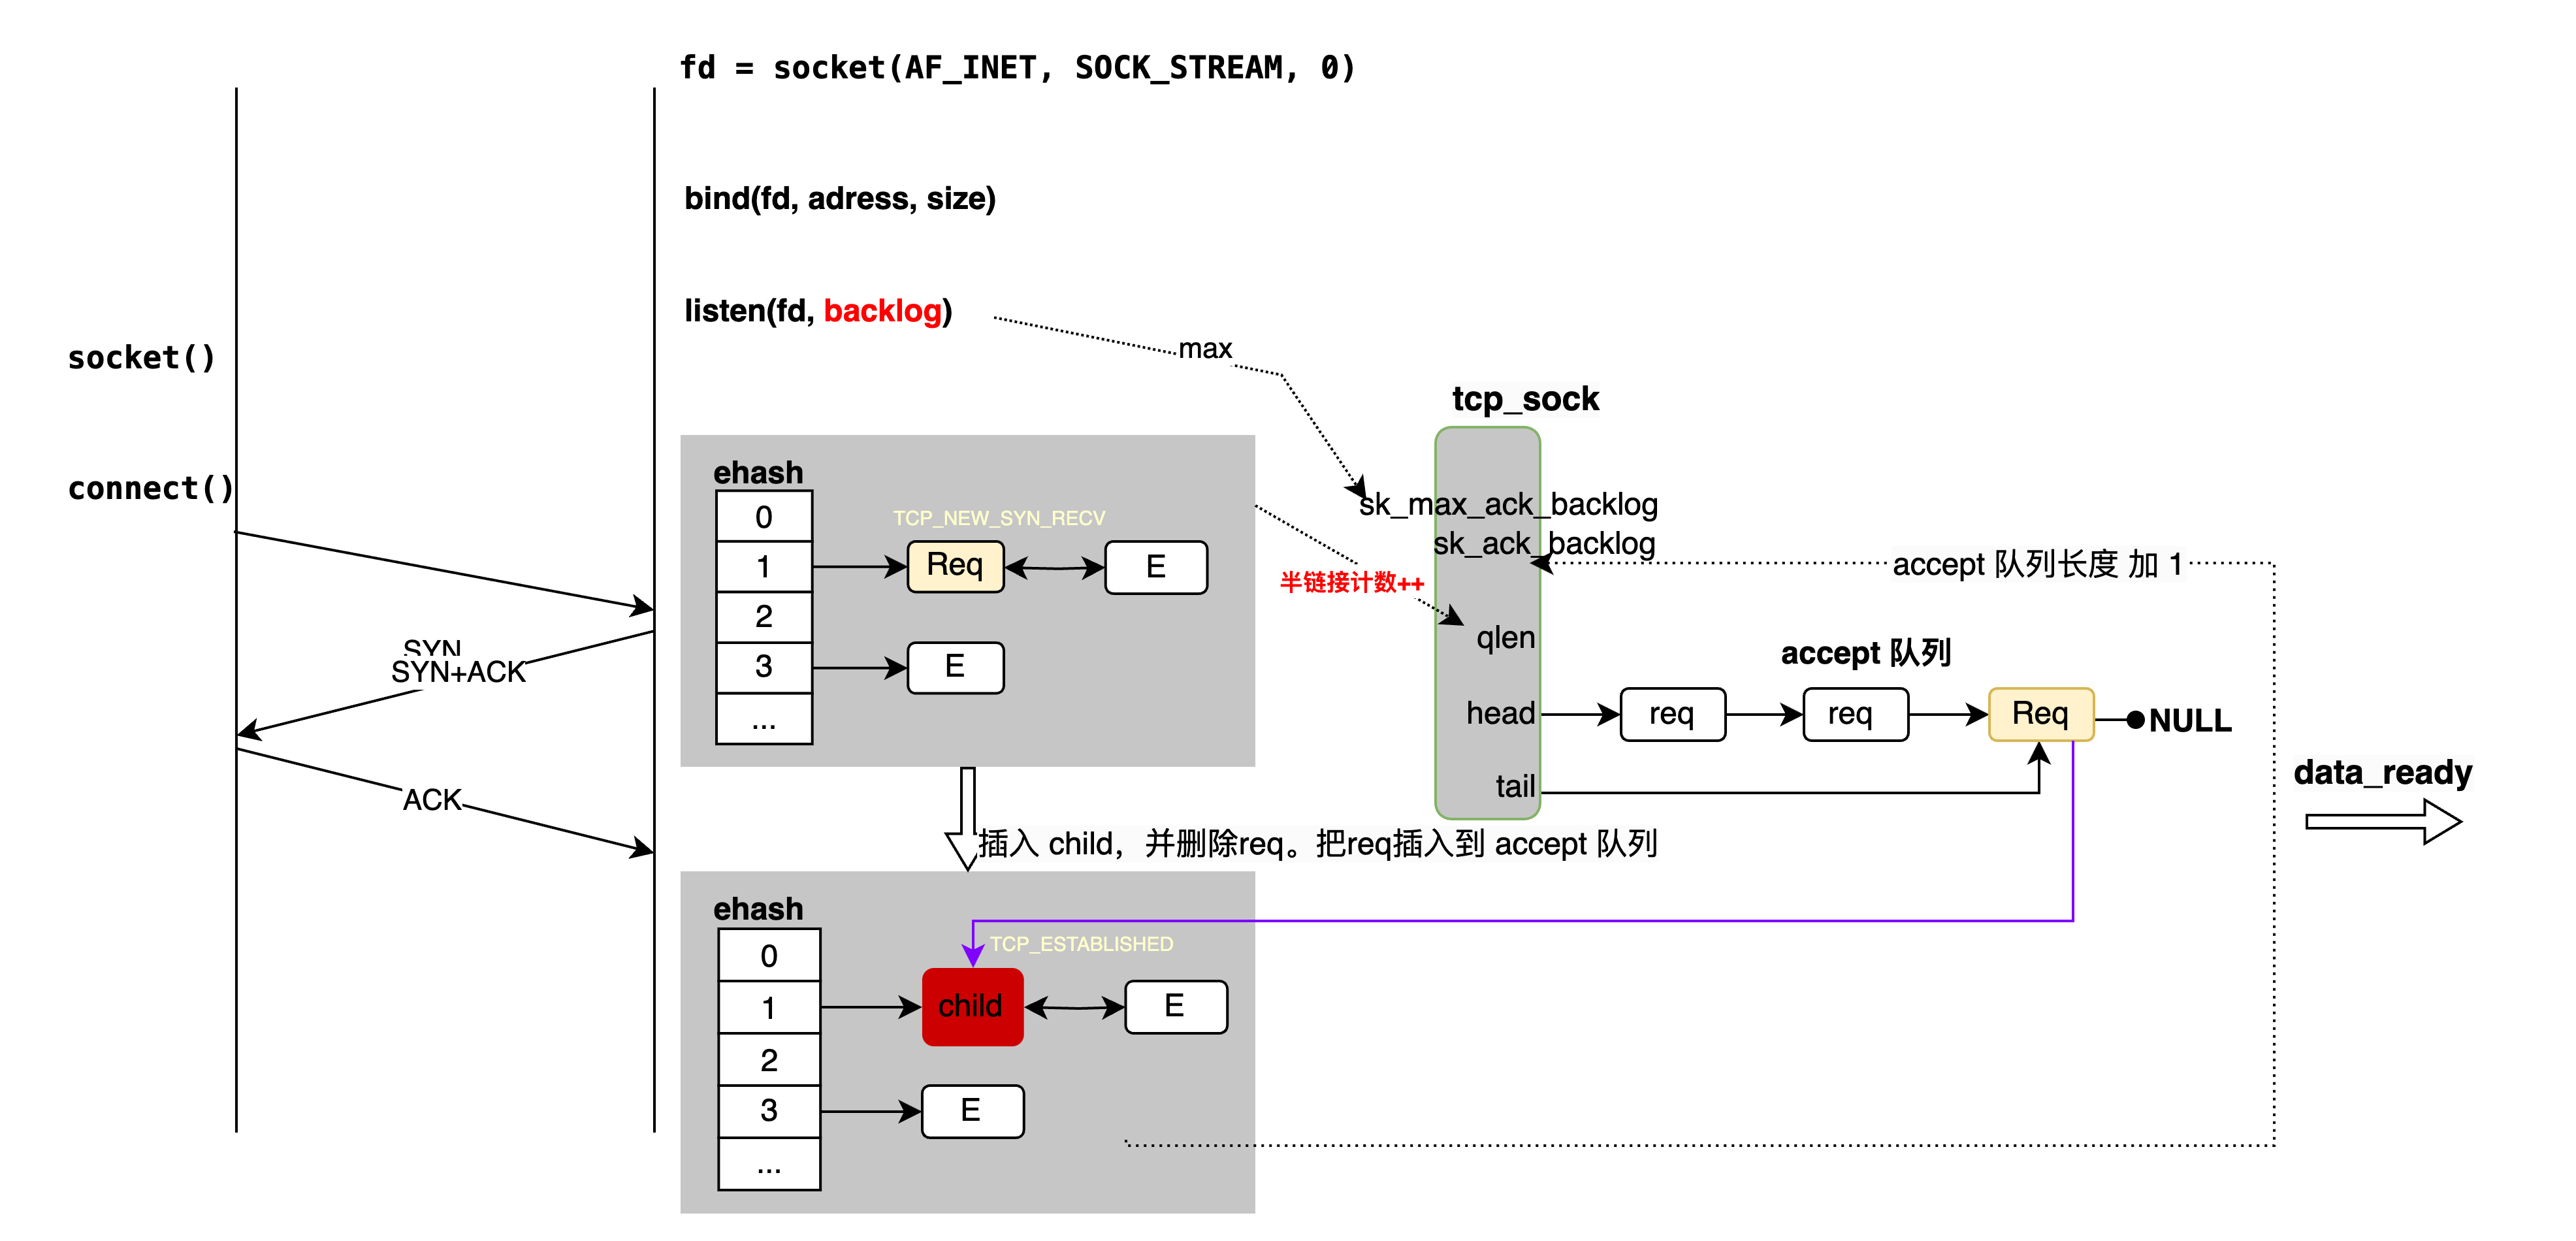 fd = socket(AF_INET, SOCK_STREAM, 0)
bind(fd, adress, size)
listen(fd, backlog)
max
socket()
connect()
tcp_sock
sk_max_ack_backlog
sk_ack_backlog
qlen
head
tail
ehash
0
1
2
3
...
TCP_NEW_SYN_RECV
Req
E
E
半链接计数++
accept 队列长度 加 1
accept 队列
req
req
Req
NULL
data_ready
SYN
SYN+ACK
ACK
插入 child，并删除req。把req插入到 accept 队列
ehash
0
1
2
3
...
TCP_ESTABLISHED
child
E
E